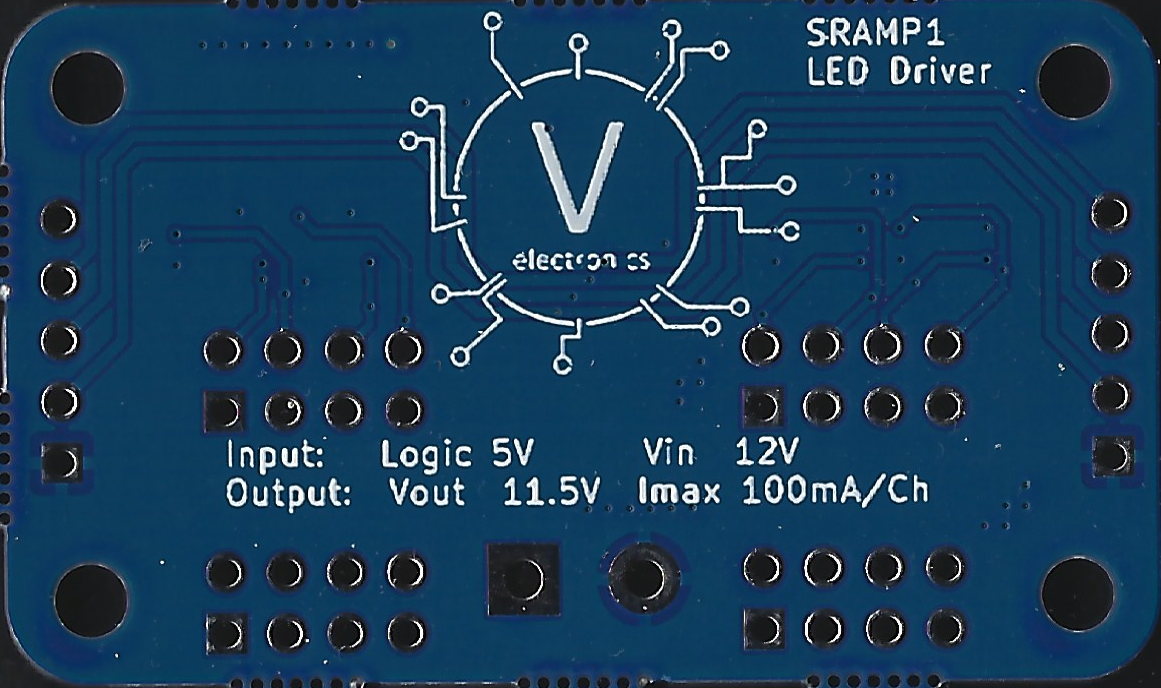 SRAMP1
LED Driver
V
electronics
Input: Logic 5V Vin 12V
Output: Vout 11.5V Imax 100mA/Ch